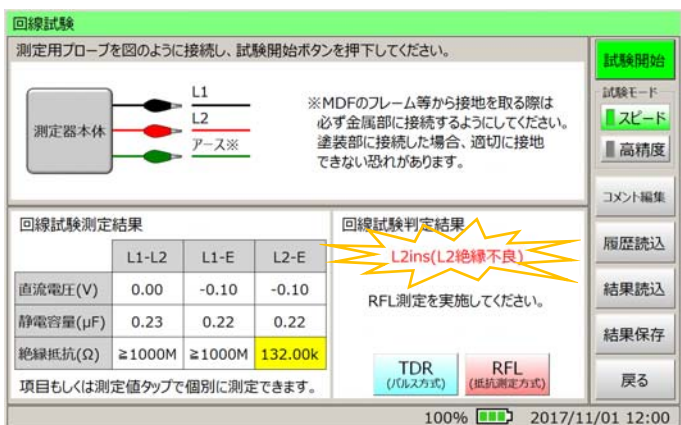 回線試験
測定用プローブを図のように接続し、試験開始ボタンを押下してください。
測定器本体
L1
L2
アース※
※MDFのフレーム等から接地を取る際は
必ず金属部に接続するようにしてください。
塗装部に接続した場合、適切に接地
できない恐れがあります。
回線試験測定結果
L1-L2 L1-E L2-E
直流電圧(V) 0.00 -0.10 -0.10
静電容量(μF) 0.23 0.22 0.22
絶縁抵抗(Ω) ≧1000M ≧1000M 132.00k
項目もしくは測定値タップで個別に測定できます。
回線試験判定結果
L2ins(L2絶縁不良)
RFL測定を実施してください。
TDR
(パルス方式)
RFL
(抵抗測定方式)
試験開始
試験モード
スピード
高精度
コメント編集
履歴読込
結果読込
結果保存
戻る
100% 2017/11/01 12:00